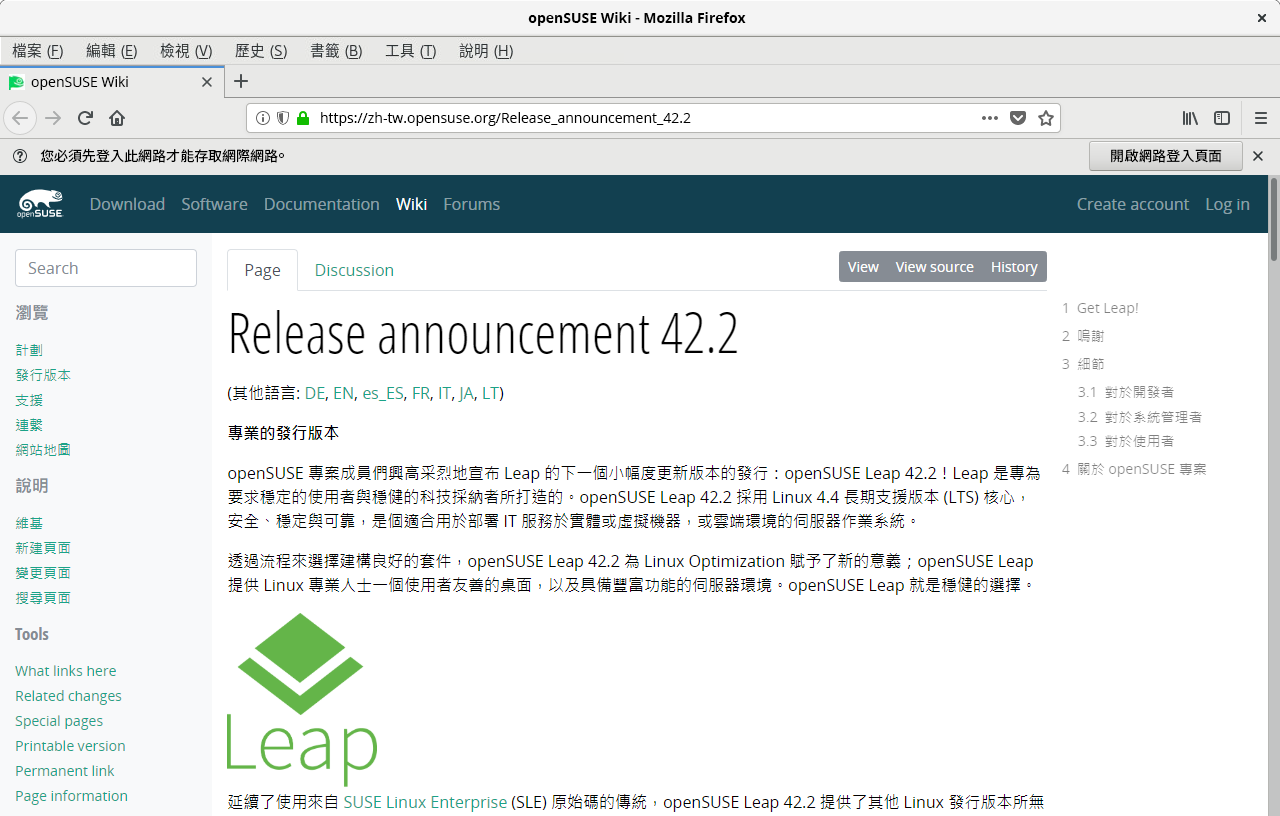 openSUSE Wiki - Mozilla Firefox
檔案 (F) 編輯 (E) 檢視 (V) 歷史 (S) 書籤 (B) 工具 (T) 說明 (H)
openSUSE Wiki
https://zh-tw.opensuse.org/Release_announcement_42.2
您必須先登入此網路才能存取網際網路。 開啟網路登入頁面
openSUSE Download Software Documentation Wiki Forums Create account Log in
Search
瀏覽
計劃
發行版本
支援
連繫
網站地圖
說明
維基
新建頁面
變更頁面
搜尋頁面
Tools
What links here
Related changes
Special pages
Printable version
Permanent link
Page information
Page Discussion View View source History
Release announcement 42.2
(其他語言: DE, EN, es_ES, FR, IT, JA, LT)
專業的發行版本
openSUSE 專案成員們興高采烈地宣布 Leap 的下一個小幅度更新版本的發行：openSUSE Leap 42.2！Leap 是專為
要求穩定的使用者與穩健的科技採納者所打造的。openSUSE Leap 42.2 採用 Linux 4.4 長期支援版本 (LTS) 核心，
安全、穩定與可靠，是個適合用於部署 IT 服務於實體或虛擬機器，或雲端環境的伺服器作業系統。
透過流程來選擇建構良好的套件，openSUSE Leap 42.2 為 Linux Optimization 賦予了新的意義；openSUSE Leap
提供 Linux 專業人士一個使用者友善的桌面，以及具備豐富功能的伺服器環境。openSUSE Leap 就是穩健的選擇。
Leap
延續了使用來自 SUSE Linux Enterprise (SLE) 原始碼的傳統，openSUSE Leap 42.2 提供了其他 Linux 發行版本所無
1 Get Leap!
2 嗚謝
3 細節
3.1 對於開發者
3.2 對於系統管理者
3.3 對於使用者
4 關於 openSUSE 專案